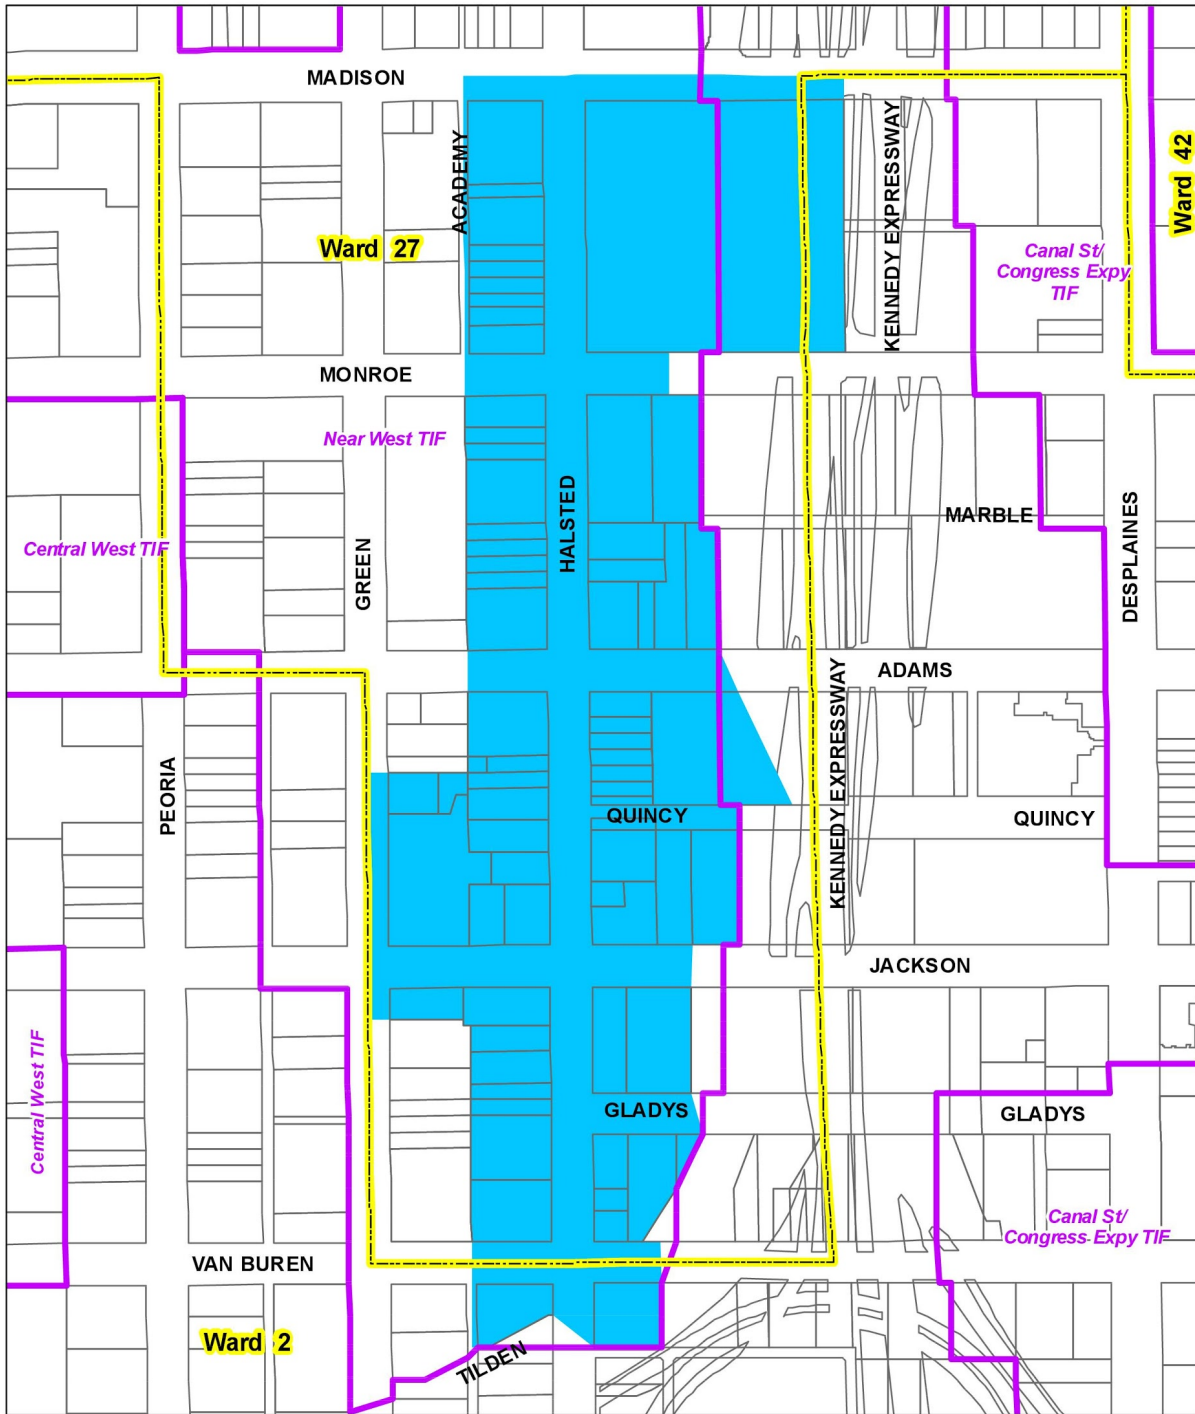 MADISON
ACADEMY
KENNEDY EXPRESSWAY
Ward 42
Ward 27
Canal St/
Congress Expy
TIF
MONROE
Near West TIF
HALSTED
MARBLE
DESPLAINES
Central West TIF
GREEN
ADAMS
KENNEDY EXPRESSWAY
PEORIA
QUINCY
QUINCY
JACKSON
Central West TIF
GLADYS
GLADYS
Canal St/
Congress Expy TIF
VAN BUREN
Ward 2
TILDEN